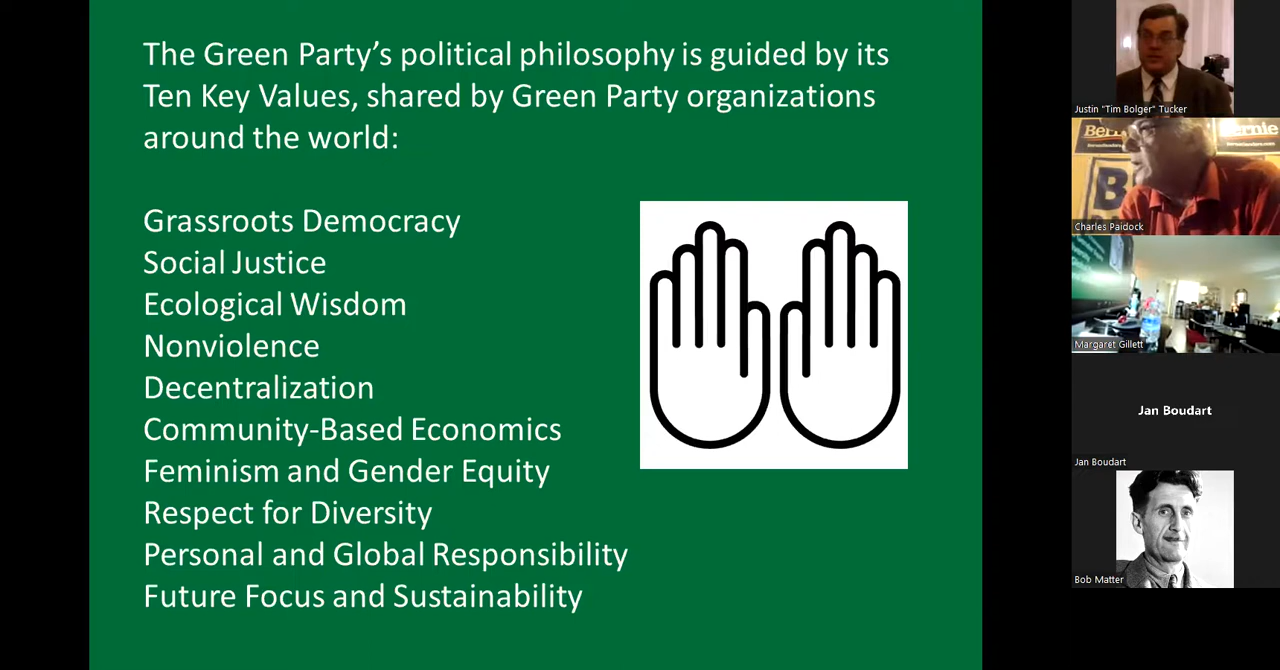 The Green Party’s political philosophy is guided by its
Ten Key Values, shared by Green Party organizations
around the world:
Grassroots Democracy
Social Justice
Ecological Wisdom
Nonviolence
Decentralization
Community-Based Economics
Feminism and Gender Equity
Respect for Diversity
Personal and Global Responsibility
Future Focus and Sustainability
Justin "Tim Bolger" Tucker
Bernie
B
Charles Paidock
Margaret Gillett
Jan Boudart
Jan Boudart
Bob Matter